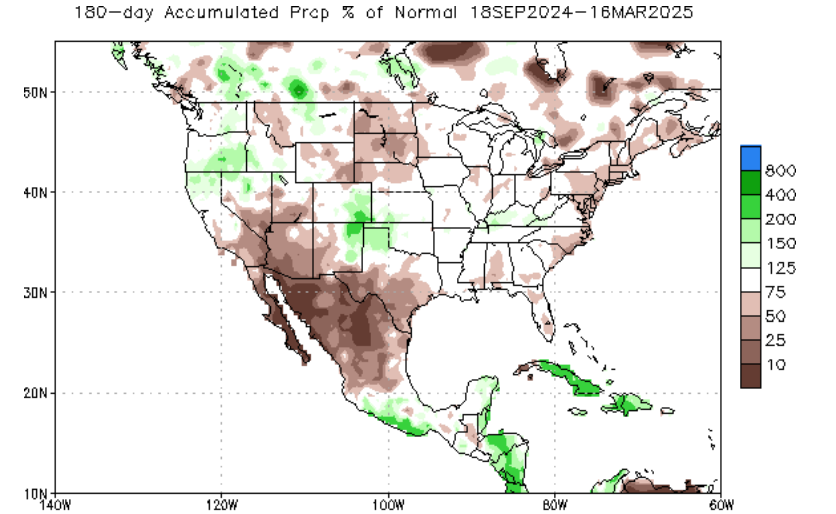 180-day Accumulated Prcp % of Normal 18SEP2024-16MAR2025
50N
40N
30N
20N
10N
140W 120W 100W 80W 60W
800
400
200
150
125
75
50
25
10